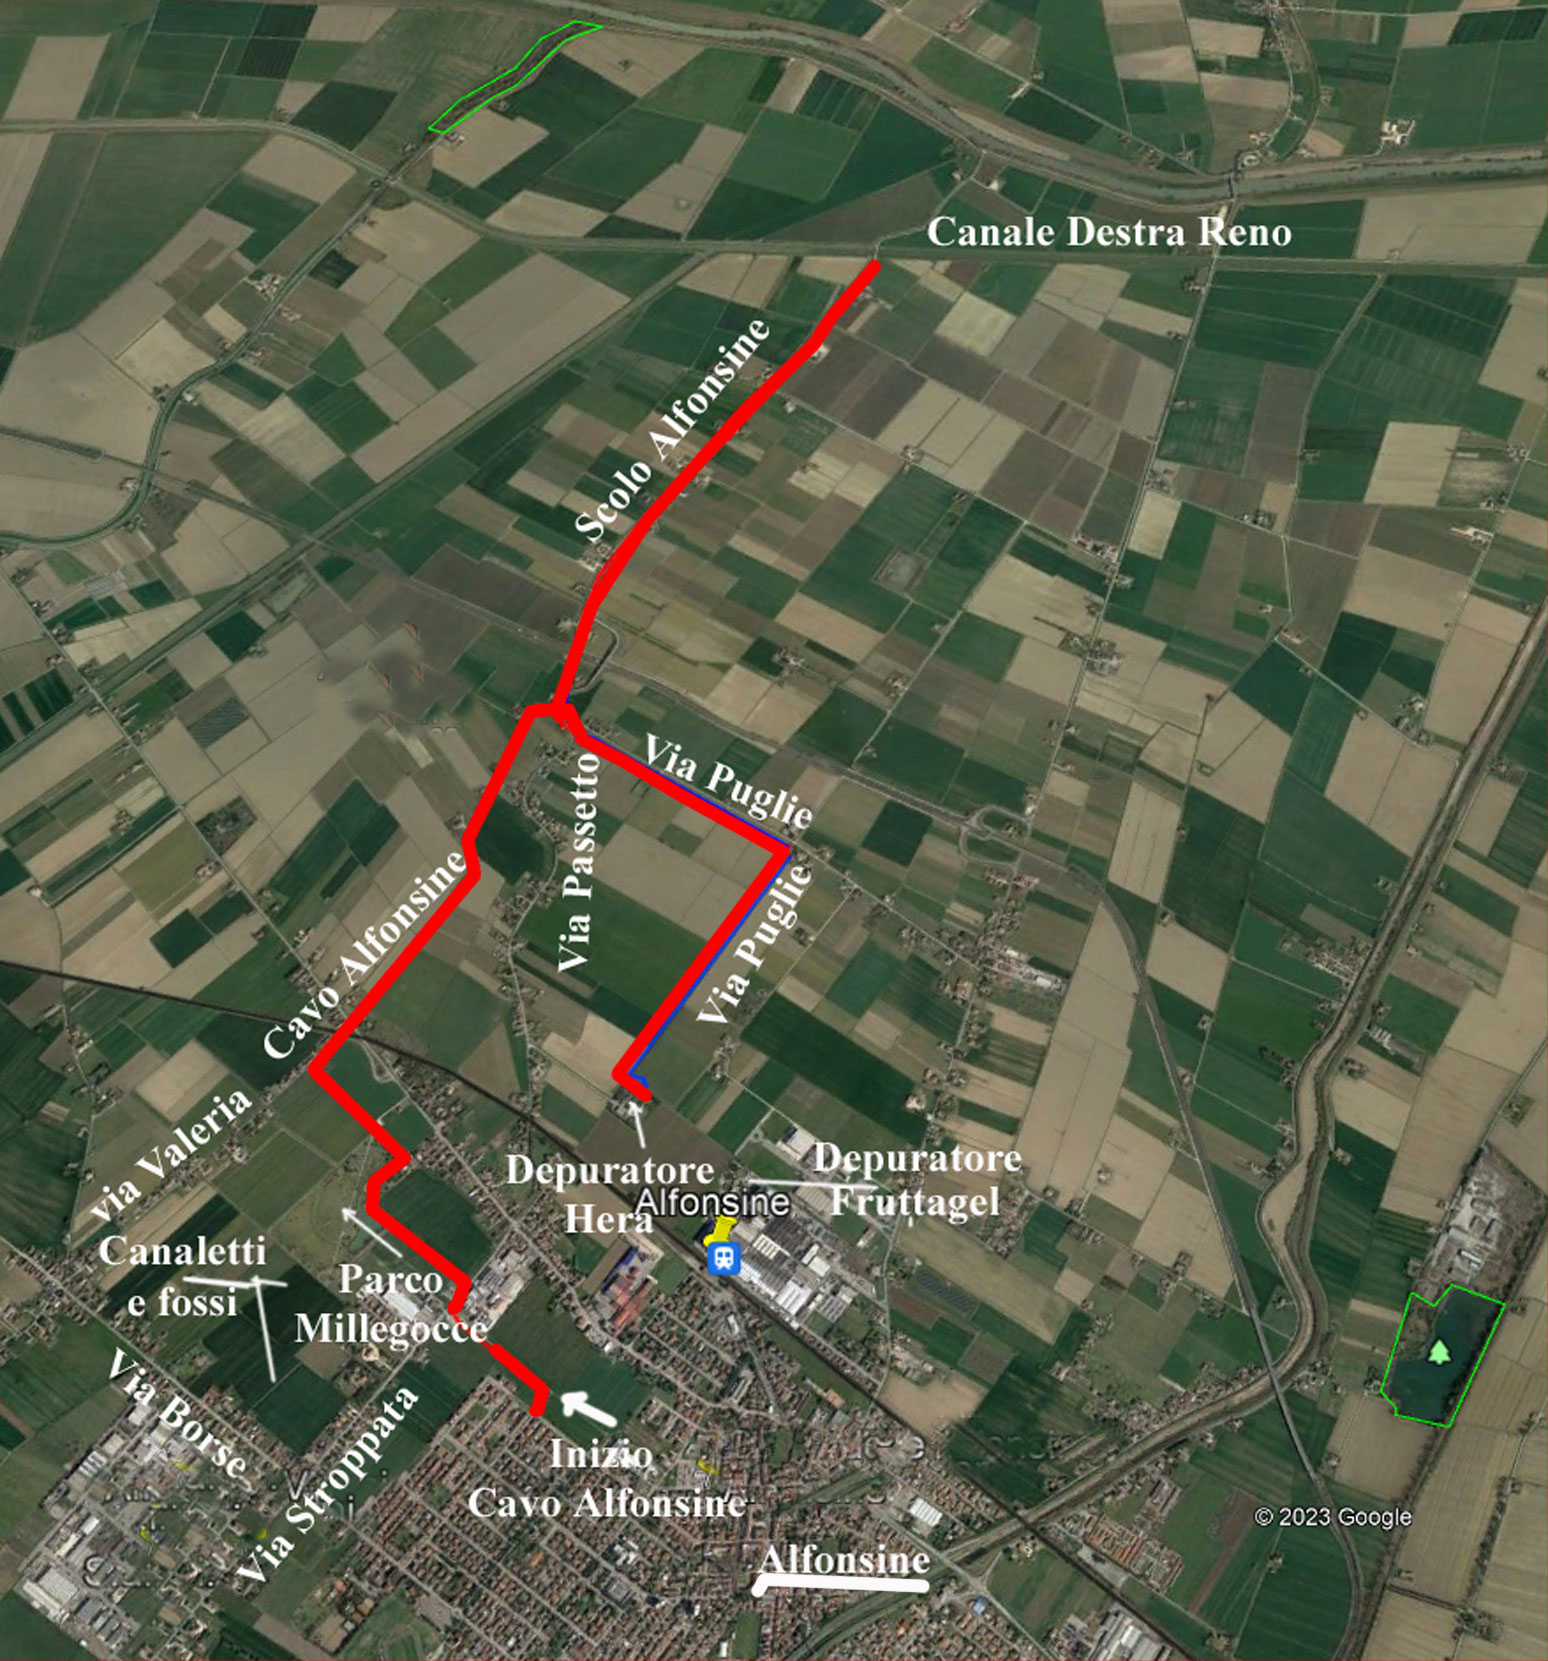 Canale Destra Reno
Scolo Alfonsine
Via Puglie
Via Passetto
Via Puglie
Cavo Alfonsine
via Valeria
Depuratore
Hera
Depuratore
Fruttagel
Alfonsine
Canaletti
e fossi
Parco
Millegocce
Via Borse
Via Stroppata
Inizio
Cavo Alfonsine
© 2023 Google
Alfonsine